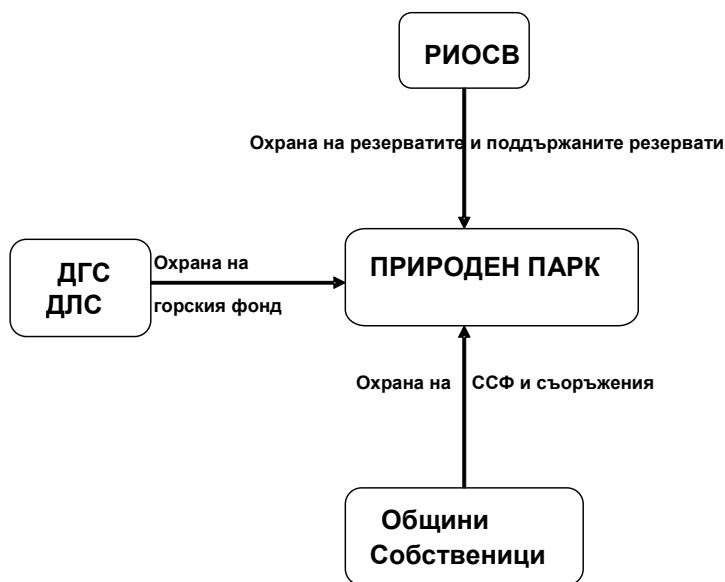 РИОСВ
Охрана на резерватите и поддържаните резервати
ПРИРОДЕН ПАРК
ДГС
ДЛС
Охрана на
горския фонд
Охрана на ССФ и съоръжения
Общини
Собственици